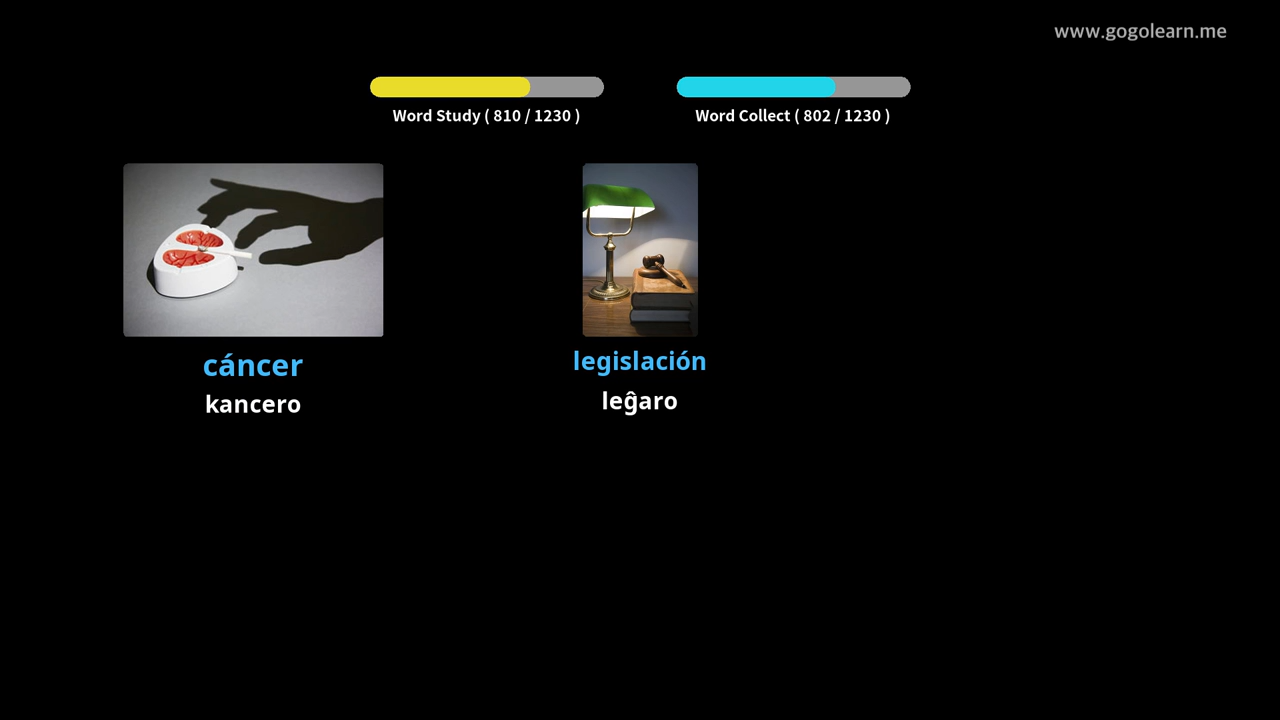 www.gogolearn.me
Word Study ( 810 / 1230 )
Word Collect ( 802 / 1230 )
cáncer
kancero
legislación
leĝaro